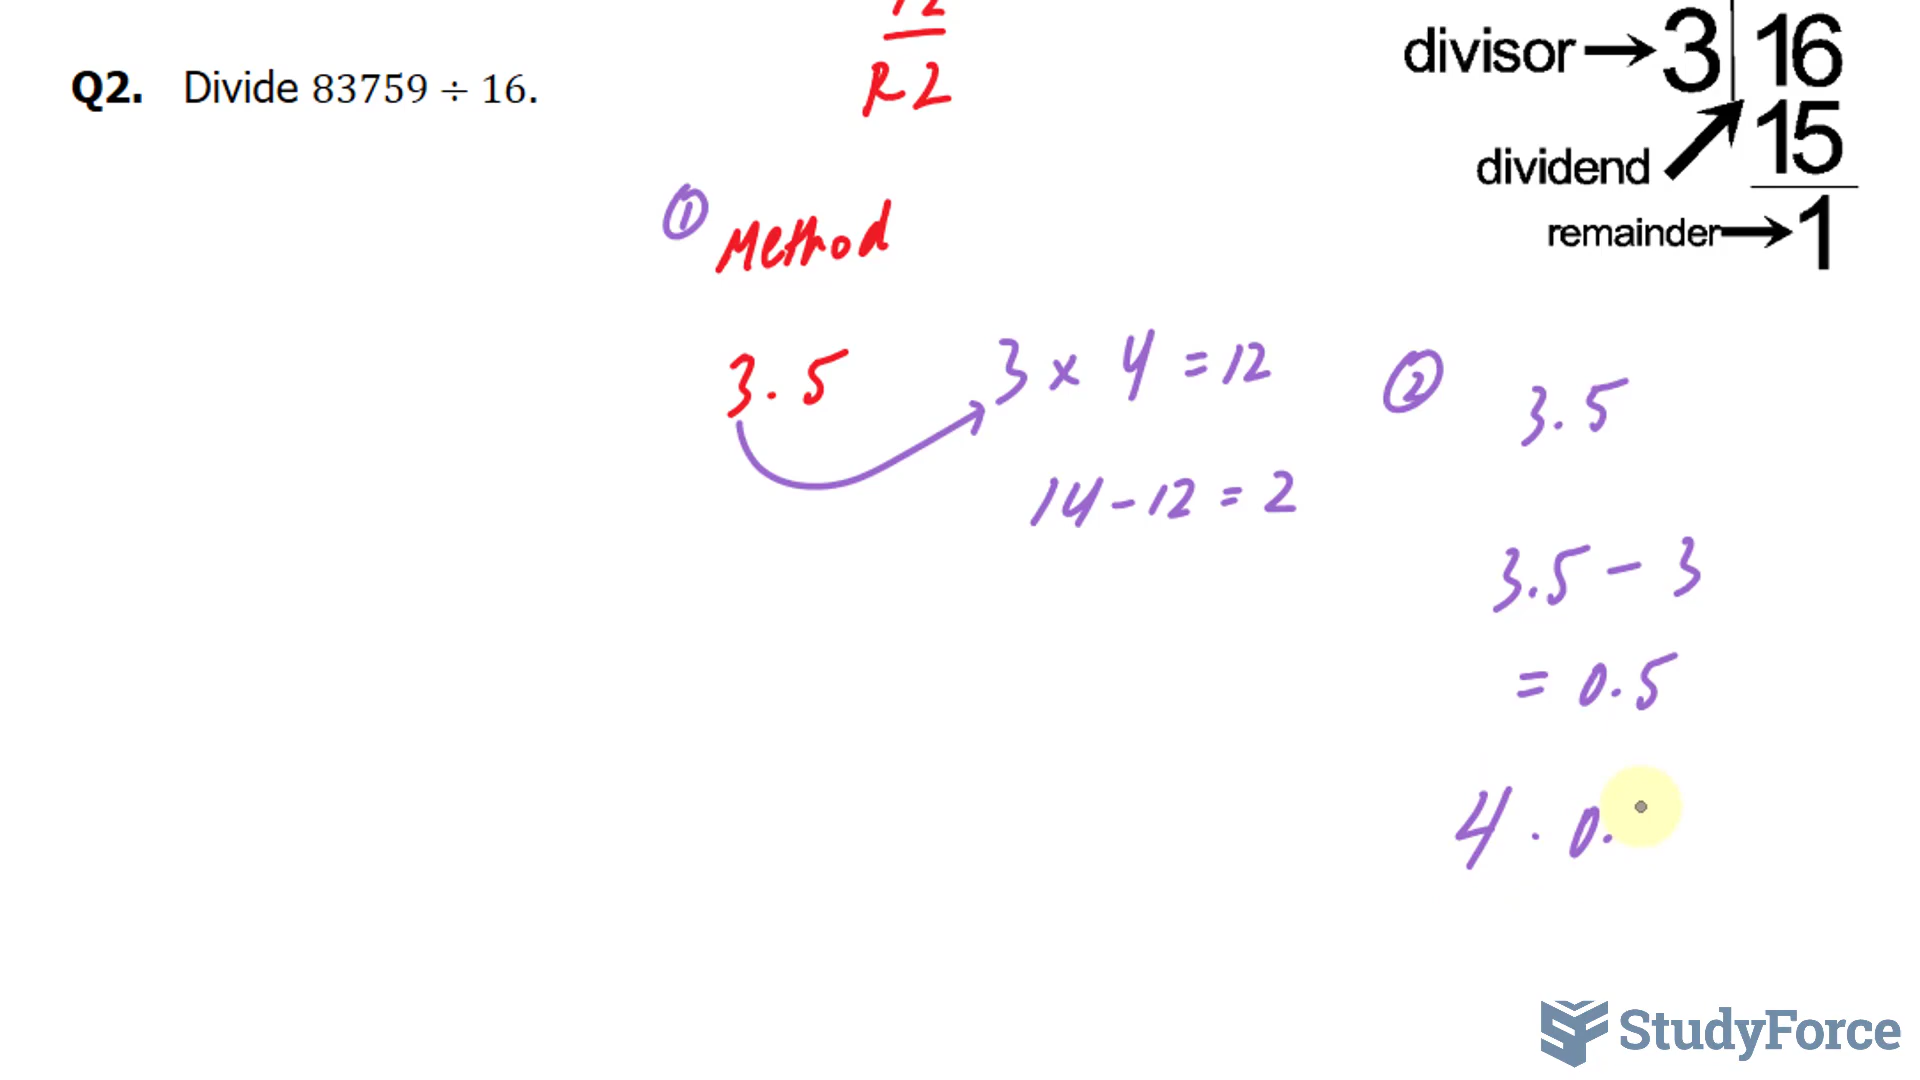 12
R2
Q2. Divide 83759 ÷ 16.
divisor → 3 16
15
dividend
remainder → 1
① Method
3.5
3 × 4 = 12
14 - 12 = 2
② 3.5
3.5 - 3
= 0.5
4 · 0.
StudyForce